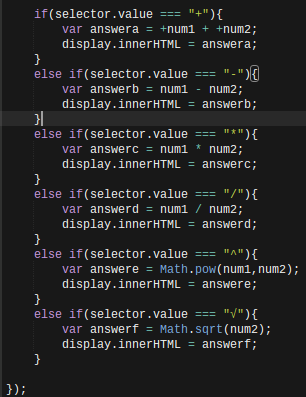 if(selector.value === "+"){
var answera = +num1 + +num2;
display.innerHTML = answera;
}
else if(selector.value === "-"){
var answerb = num1 - num2;
display.innerHTML = answerb;
}
else if(selector.value === "*"){
var answerc = num1 * num2;
display.innerHTML = answerc;
}
else if(selector.value === "/"){
var answerd = num1 / num2;
display.innerHTML = answerd;
}
else if(selector.value === "^"){
var answere = Math.pow(num1,num2);
display.innerHTML = answere;
}
else if(selector.value === "√"){
var answerf = Math.sqrt(num2);
display.innerHTML = answerf;
}
});